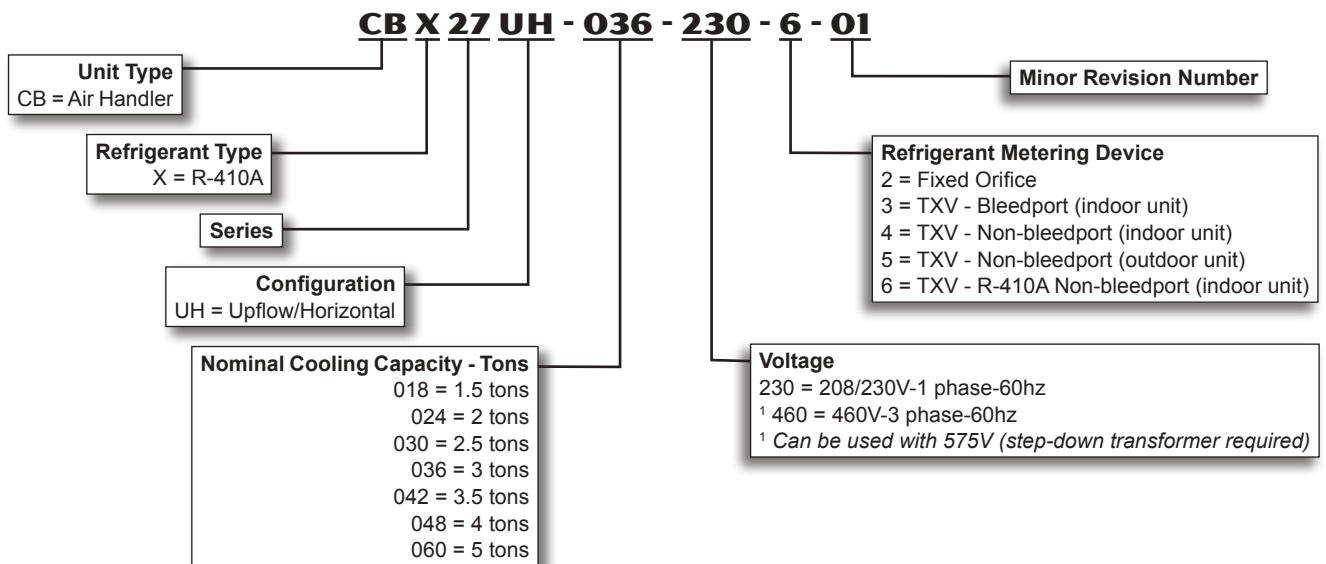 CB X 27 UH - 036 - 230 - 6 - 01
Unit Type
CB = Air Handler
Refrigerant Type
X = R-410A
Series
Configuration
UH = Upflow/Horizontal
Nominal Cooling Capacity - Tons
018 = 1.5 tons
024 = 2 tons
030 = 2.5 tons
036 = 3 tons
042 = 3.5 tons
048 = 4 tons
060 = 5 tons
Minor Revision Number
Refrigerant Metering Device
2 = Fixed Orifice
3 = TXV - Bleedport (indoor unit)
4 = TXV - Non-bleedport (indoor unit)
5 = TXV - Non-bleedport (outdoor unit)
6 = TXV - R-410A Non-bleedport (indoor unit)
Voltage
230 = 208/230V-1 phase-60hz
¹ 460 = 460V-3 phase-60hz
¹ Can be used with 575V (step-down transformer required)